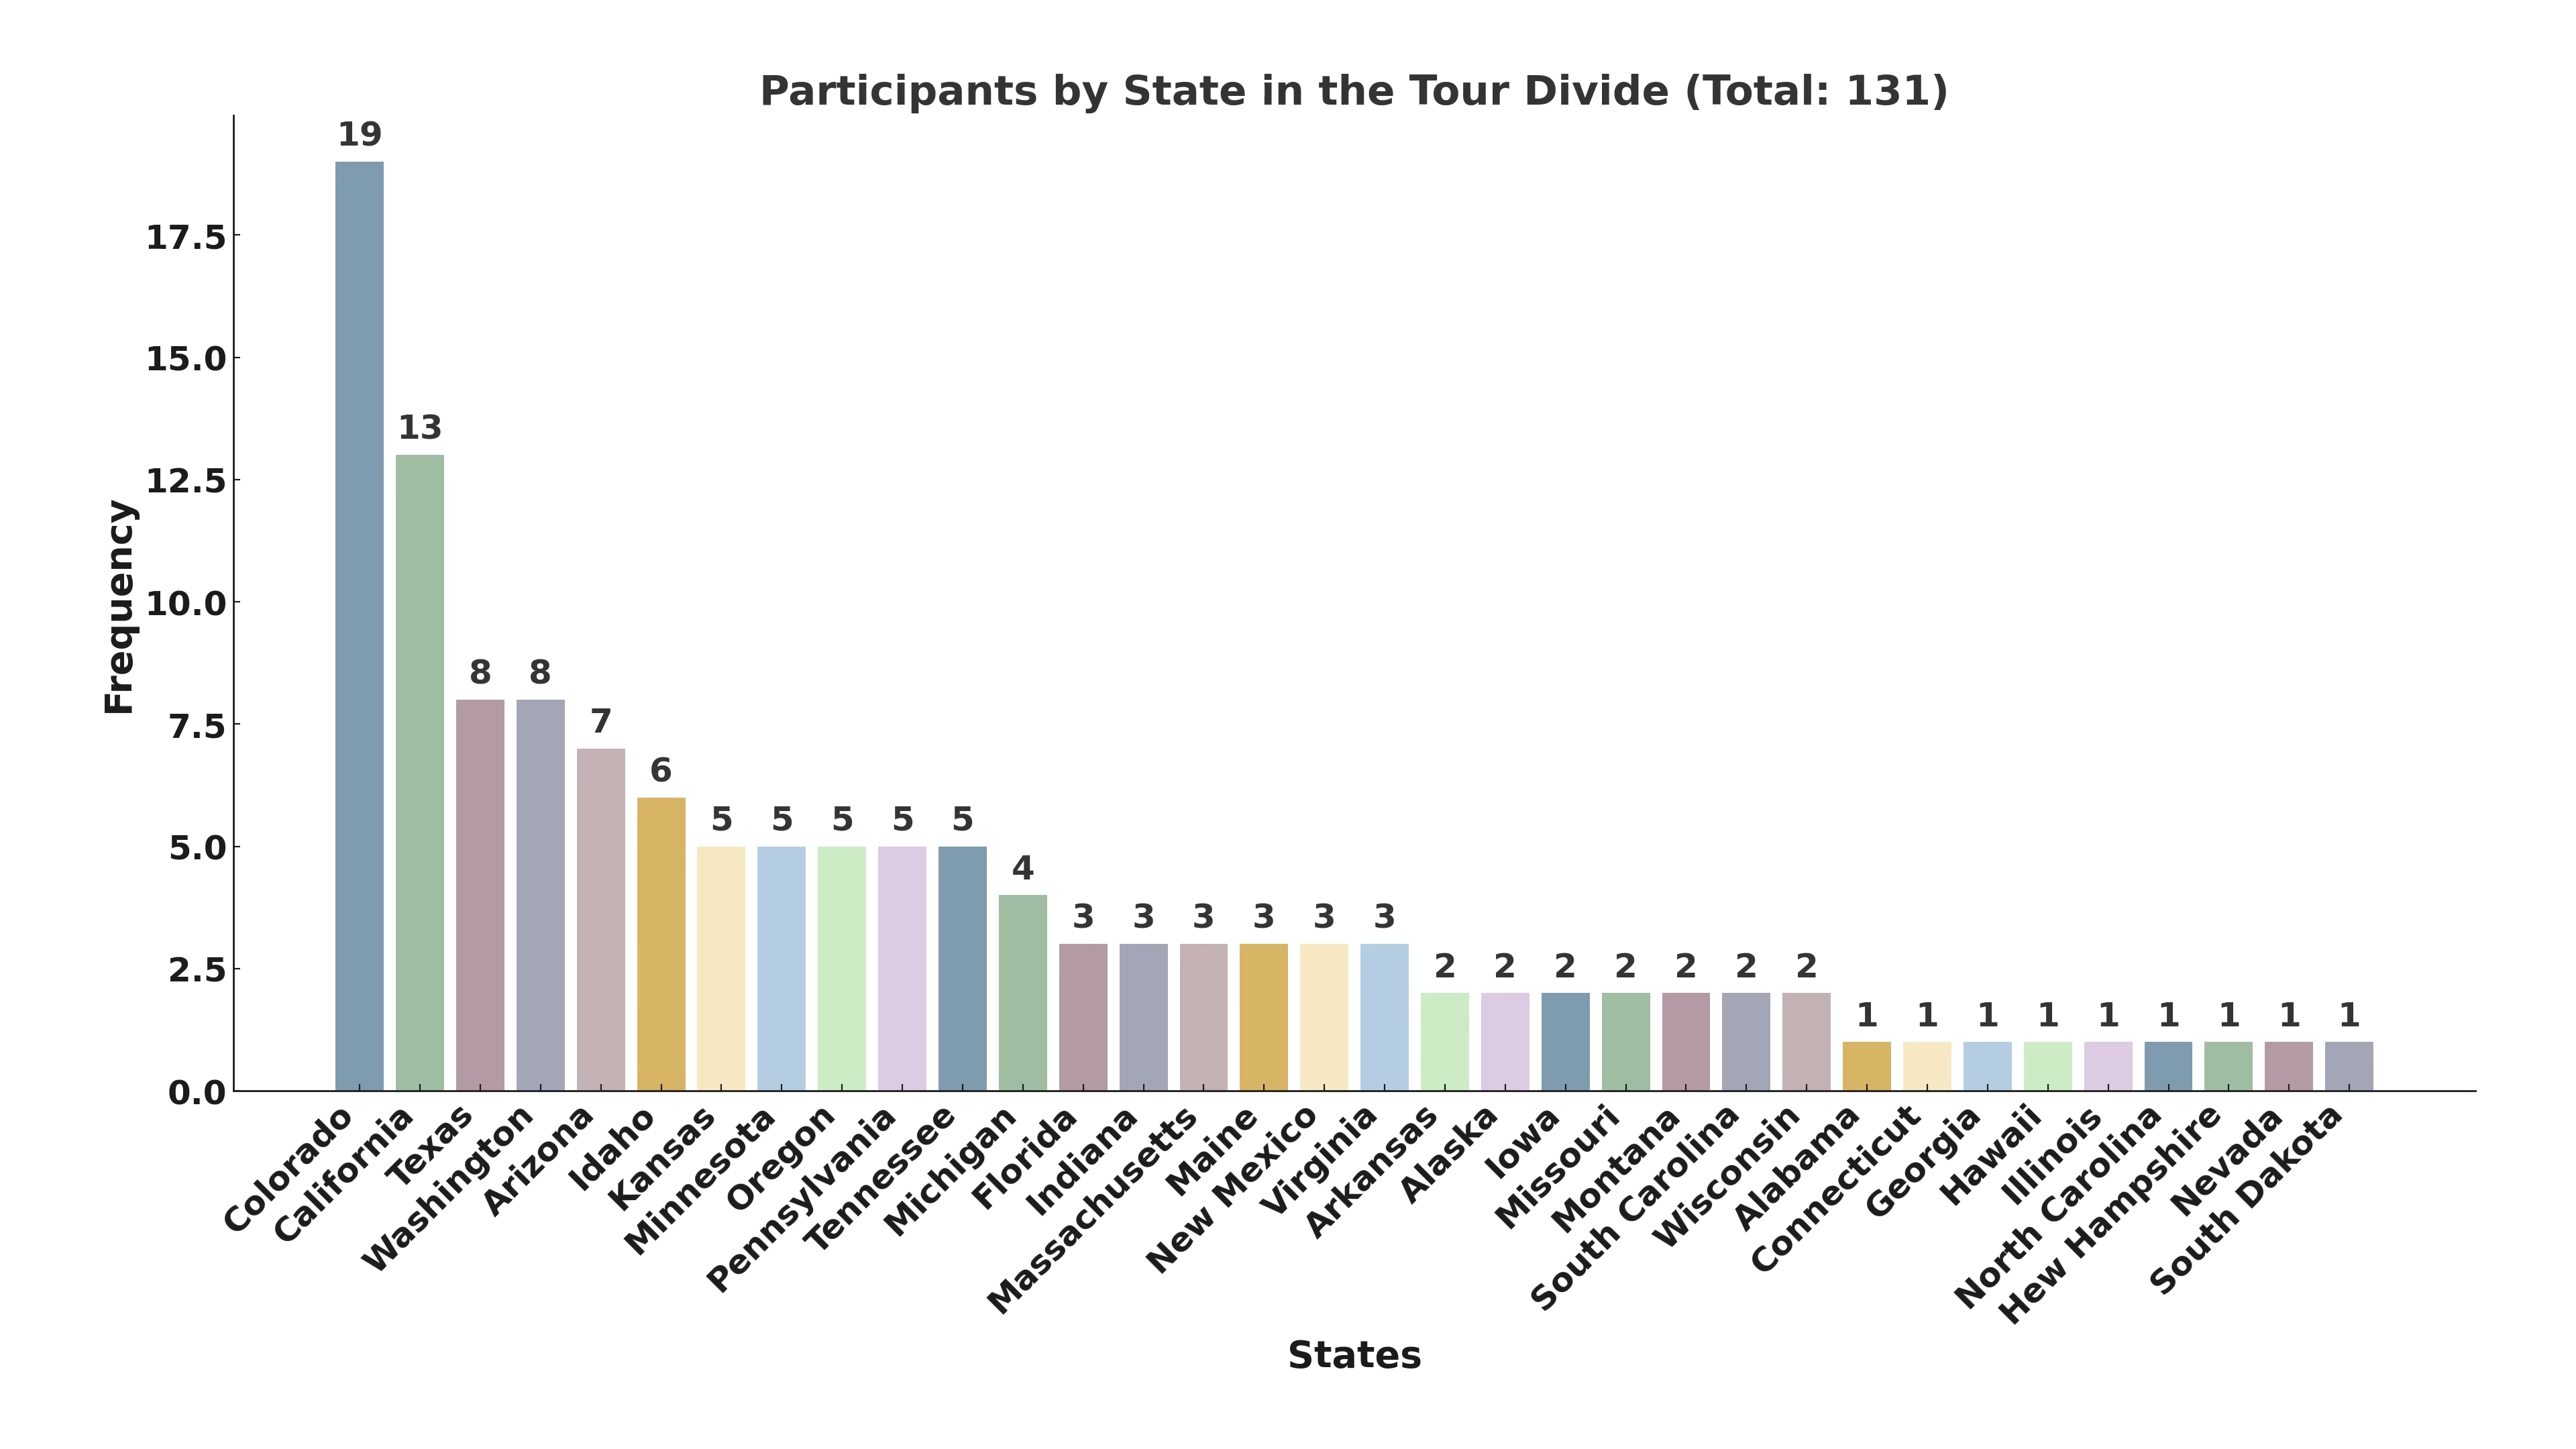 Participants by State in the Tour Divide (Total: 131)
Frequency
17.5
15.0
12.5
10.0
7.5
5.0
2.5
0.0
19
13
8
8
7
6
5
5
5
5
5
4
3
3
3
3
3
3
2
2
2
2
2
2
2
1
1
1
1
1
1
1
1
1
Colorado
California
Texas
Washington
Arizona
Idaho
Kansas
Minnesota
Oregon
Pennsylvania
Tennessee
Michigan
Florida
Indiana
Massachusetts
Maine
New Mexico
Virginia
Arkansas
Alaska
Iowa
Missouri
Montana
South Carolina
Wisconsin
Alabama
Connecticut
Georgia
Hawaii
Illinois
North Carolina
Hew Hampshire
Nevada
South Dakota
States